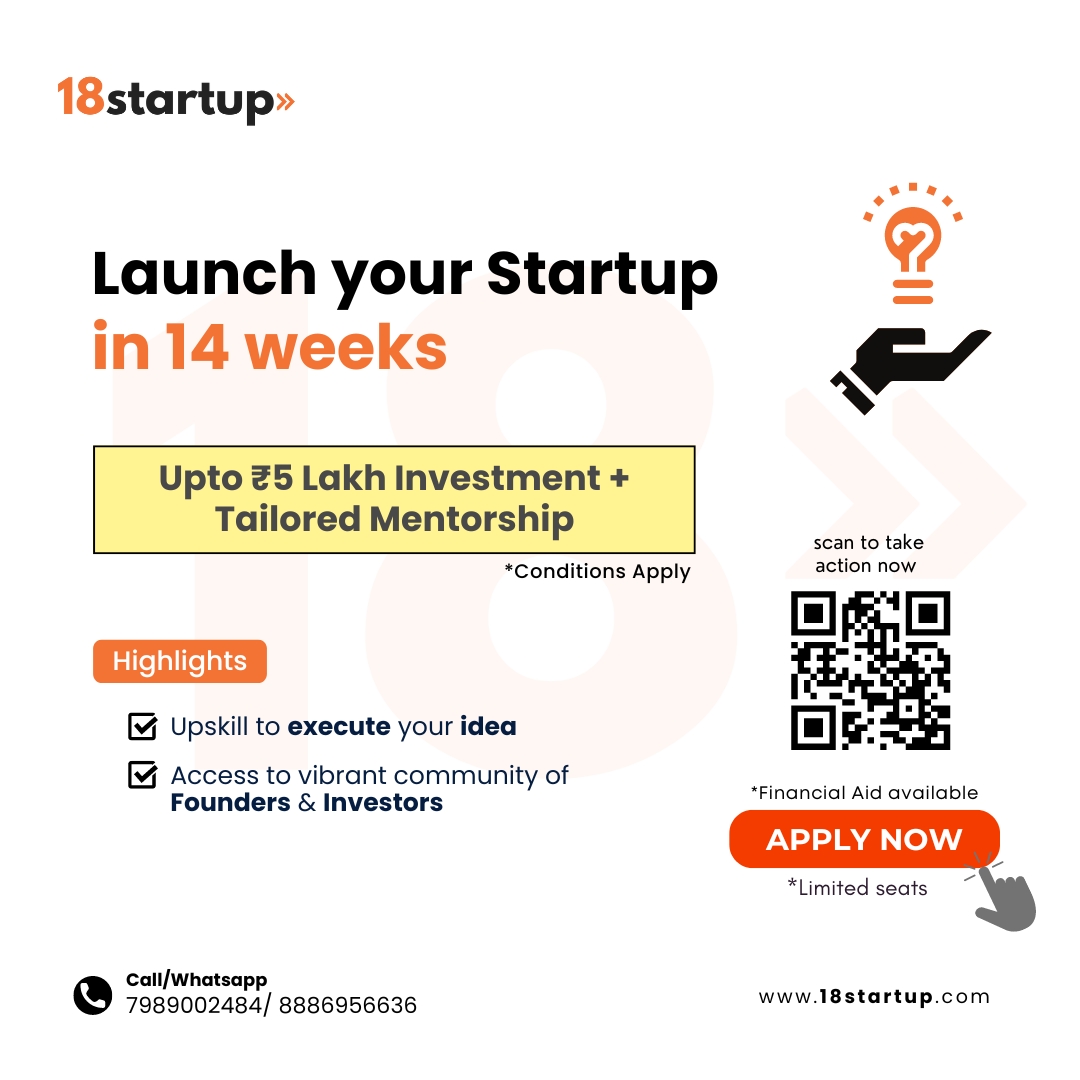 18startup»
Launch your Startup
in 14 weeks
Upto ₹5 Lakh Investment +
Tailored Mentorship
*Conditions Apply
Highlights
Upskill to execute your idea
Access to vibrant community of
Founders & Investors
scan to take
action now
*Financial Aid available
APPLY NOW
*Limited seats
Call/Whatsapp
7989002484/ 8886956636
www.18startup.com